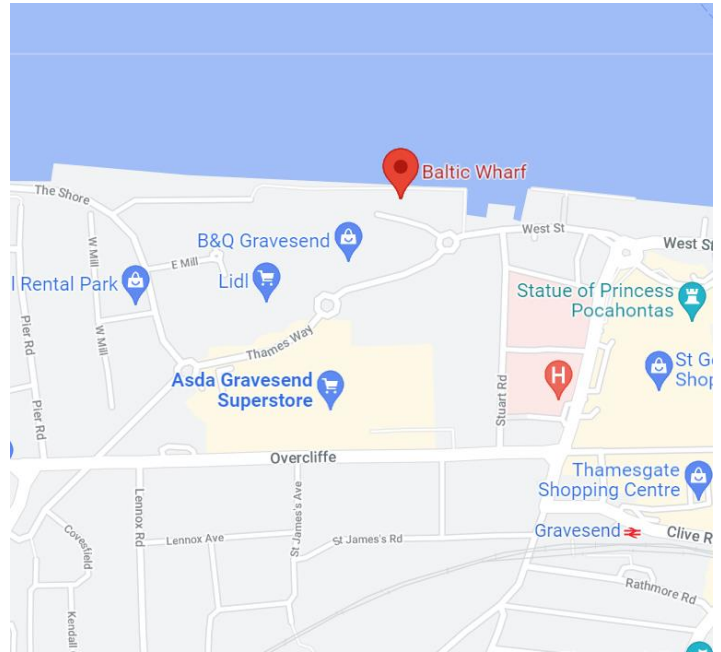 Baltic Wharf
The Shore
W Mill
B&Q Gravesend
West St
West St
E Mill
Lidl
l Rental Park
Statue of Princess
Pocahontas
Pier Rd
W Mill
Thames Way
Asda Gravesend
Superstore
H
St G
Shop
Stuart Rd
Pier Rd
Overcliffe
Thamesgate
Shopping Centre
Lennox Rd
St James's Ave
Gravesend
Clive R
Covesfield
Lennox Ave
St James's Rd
Rathmore Rd
Kendall